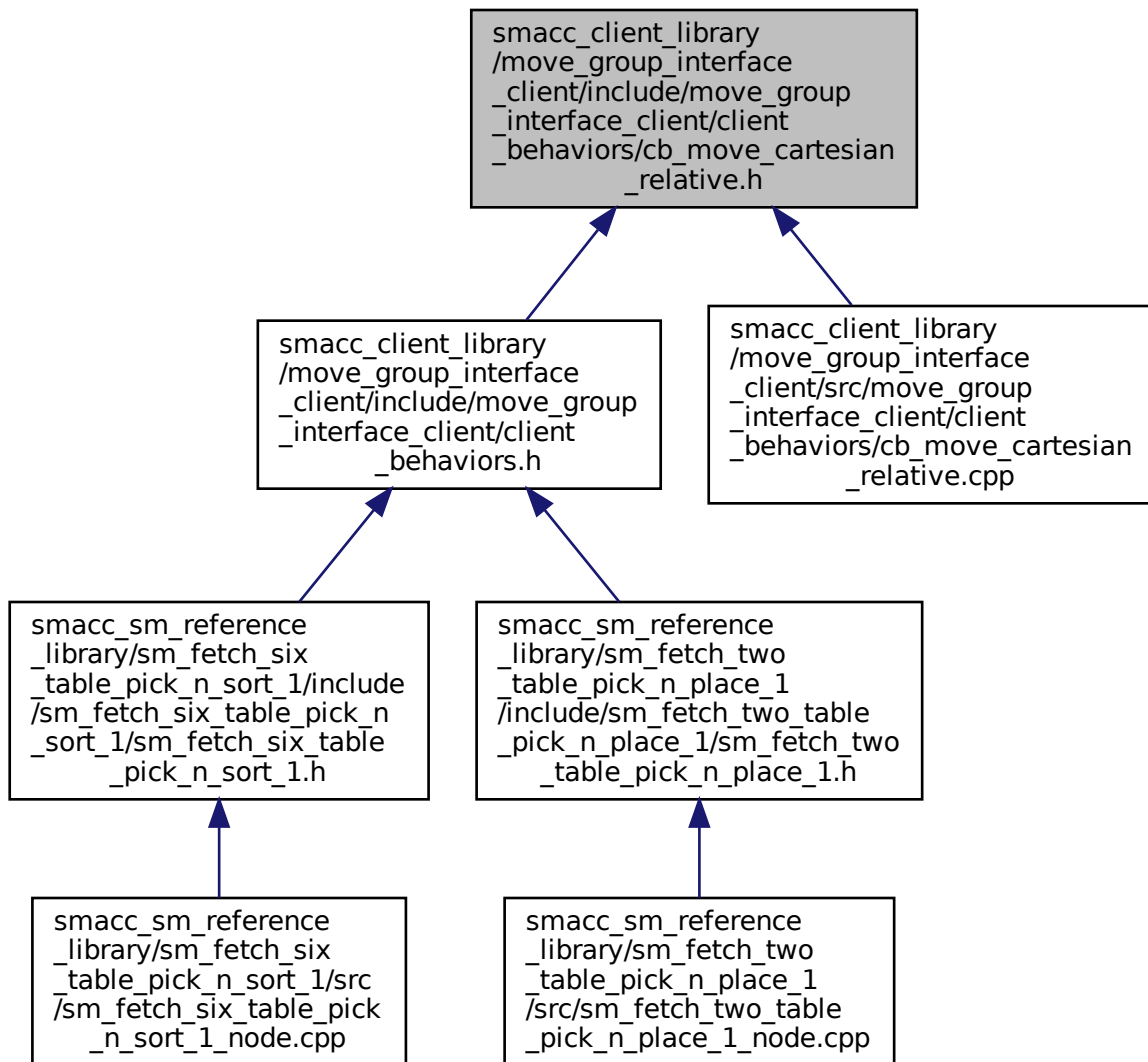 smacc_client_library
/move_group_interface
_client/include/move_group
_interface_client/client
_behaviors/cb_move_cartesian
_relative.h
smacc_client_library
/move_group_interface
_client/include/move_group
_interface_client/client
_behaviors.h
smacc_client_library
/move_group_interface
_client/src/move_group
_interface_client/client
_behaviors/cb_move_cartesian
_relative.cpp
smacc_sm_reference
_library/sm_fetch_six
_table_pick_n_sort_1/include
/sm_fetch_six_table_pick_n
_sort_1/sm_fetch_six_table
_pick_n_sort_1.h
smacc_sm_reference
_library/sm_fetch_two
_table_pick_n_place_1
/include/sm_fetch_two_table
_pick_n_place_1/sm_fetch_two
_table_pick_n_place_1.h
smacc_sm_reference
_library/sm_fetch_six
_table_pick_n_sort_1/src
/sm_fetch_six_table_pick
_n_sort_1_node.cpp
smacc_sm_reference
_library/sm_fetch_two
_table_pick_n_place_1
/src/sm_fetch_two_table
_pick_n_place_1_node.cpp